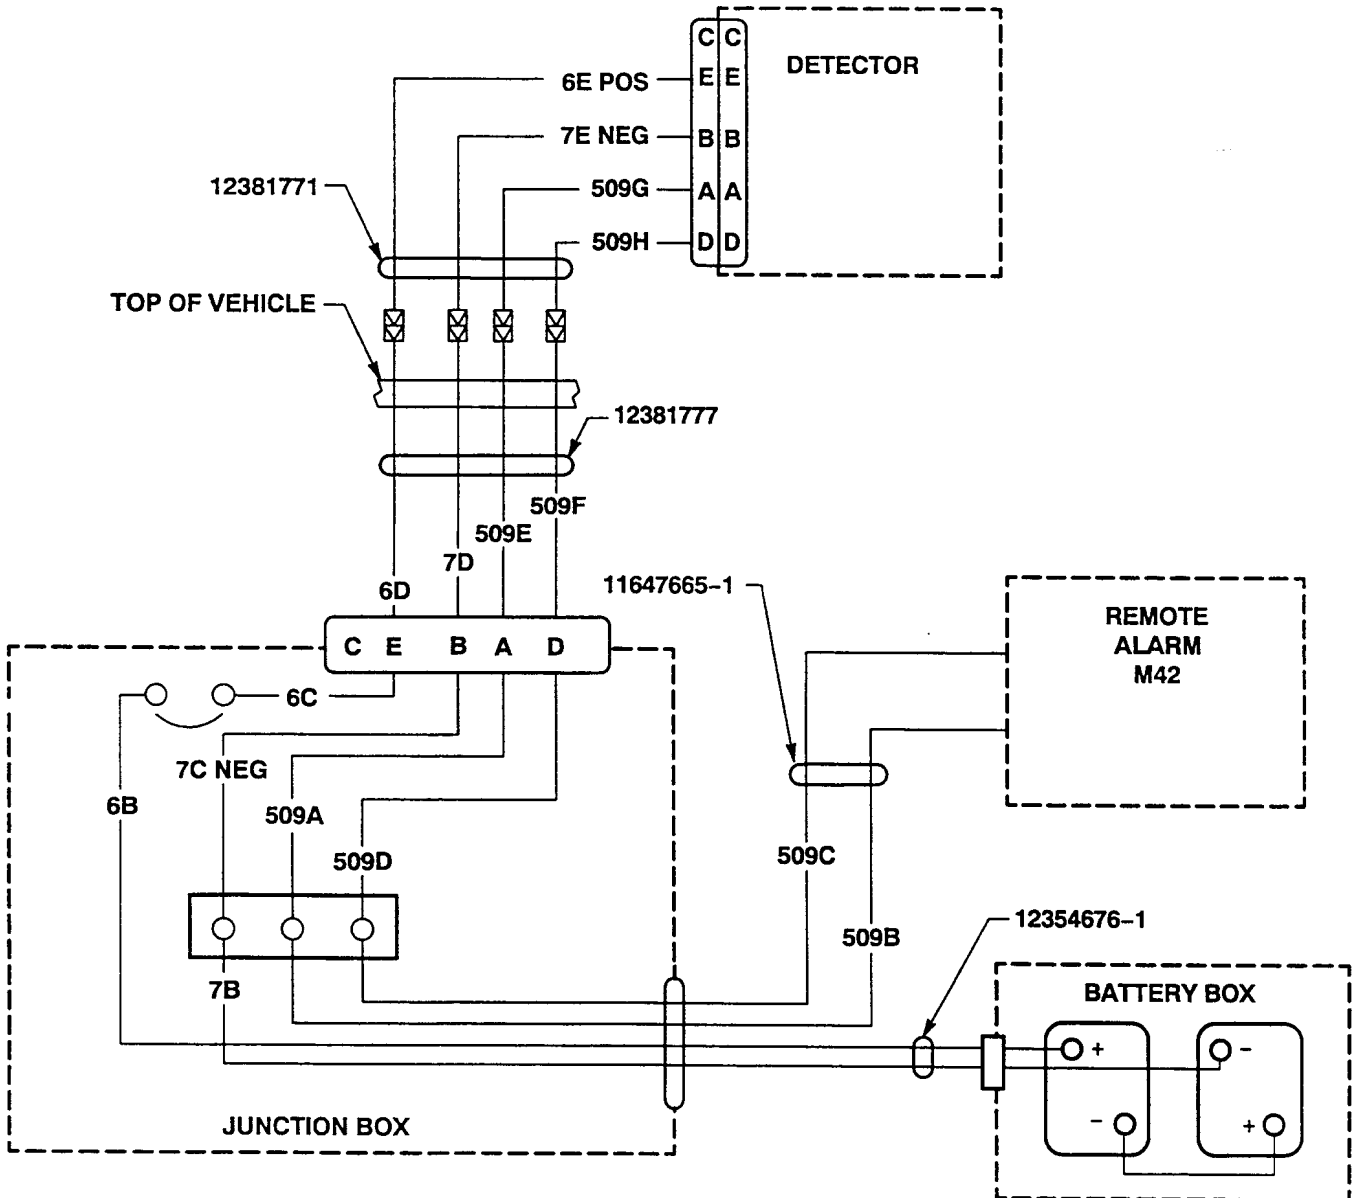 C C
DETECTOR
6E POS E E
7E NEG B B
12381771
509G A A
509H D D
TOP OF VEHICLE
12381777
509F
509E
7D
6D
11647665-1
REMOTE
ALARM
M42
C E B A D
6C
7C NEG
6B
509A
509D
509C
509B
12354676-1
7B
BATTERY BOX
+ -
- +
JUNCTION BOX